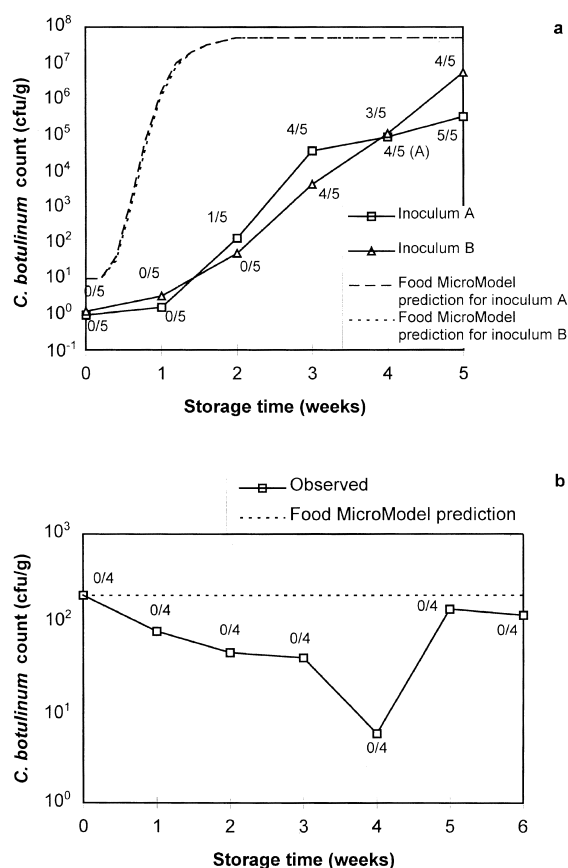 a
C. botulinum count (cfu/g)
10^8
10^7
10^6
10^5
10^4
10^3
10^2
10^1
10^0
10^-1
0/5
0/5
0/5
0/5
1/5
0/5
4/5
4/5
3/5
4/5 (A)
4/5
5/5
Inoculum A
Inoculum B
Food MicroModel
prediction for inoculum A
Food MicroModel
prediction for inoculum B
0 1 2 3 4 5
Storage time (weeks)
b
Observed
Food MicroModel prediction
C. botulinum count (cfu/g)
10^3
10^2
10^1
10^0
0/4
0/4
0/4
0/4
0/4
0/4
0/4
0 1 2 3 4 5 6
Storage time (weeks)